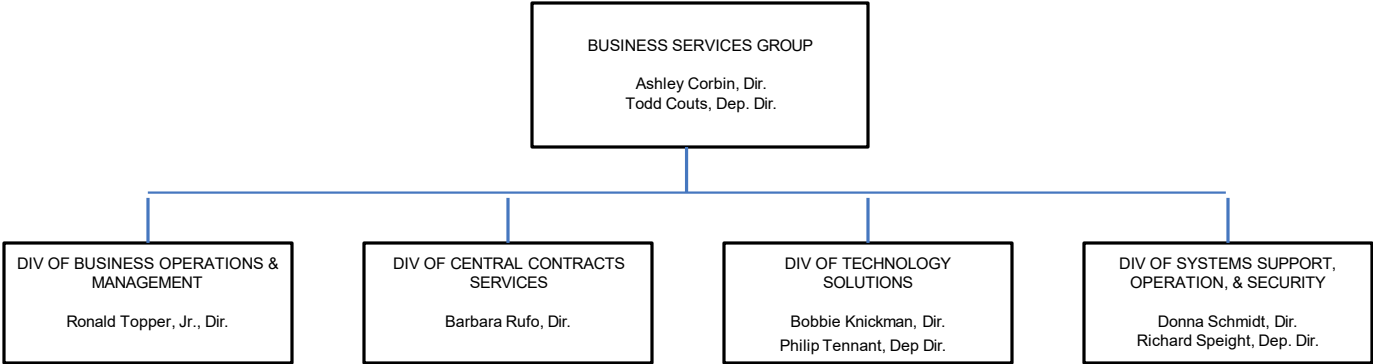 BUSINESS SERVICES GROUP
Ashley Corbin, Dir.
Todd Couts, Dep. Dir.
DIV OF BUSINESS OPERATIONS &
MANAGEMENT
Ronald Topper, Jr., Dir.
DIV OF CENTRAL CONTRACTS
SERVICES
Barbara Rufo, Dir.
DIV OF TECHNOLOGY
SOLUTIONS
Bobbie Knickman, Dir.
Philip Tennant, Dep Dir.
DIV OF SYSTEMS SUPPORT,
OPERATION, & SECURITY
Donna Schmidt, Dir.
Richard Speight, Dep. Dir.